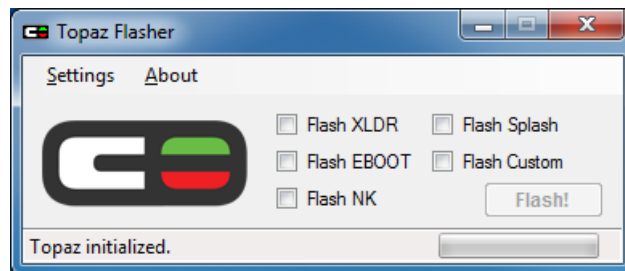 Topaz Flasher
Settings About
Flash XLDR Flash Splash
Flash EBOOT Flash Custom
Flash NK Flash!
Topaz initialized.